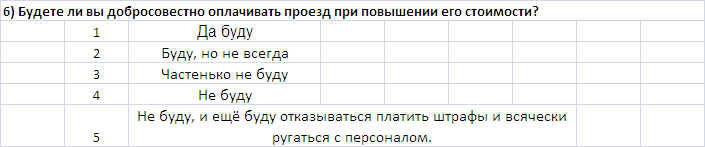 6) Будете ли вы добросовестно оплачивать проезд при повышении его стоимости?
1 Да буду
2 Буду, но не всегда
3 Частенько не буду
4 Не буду
Не буду, и ещё буду отказываться платить штрафы и всячески
5 ругаться с персоналом.